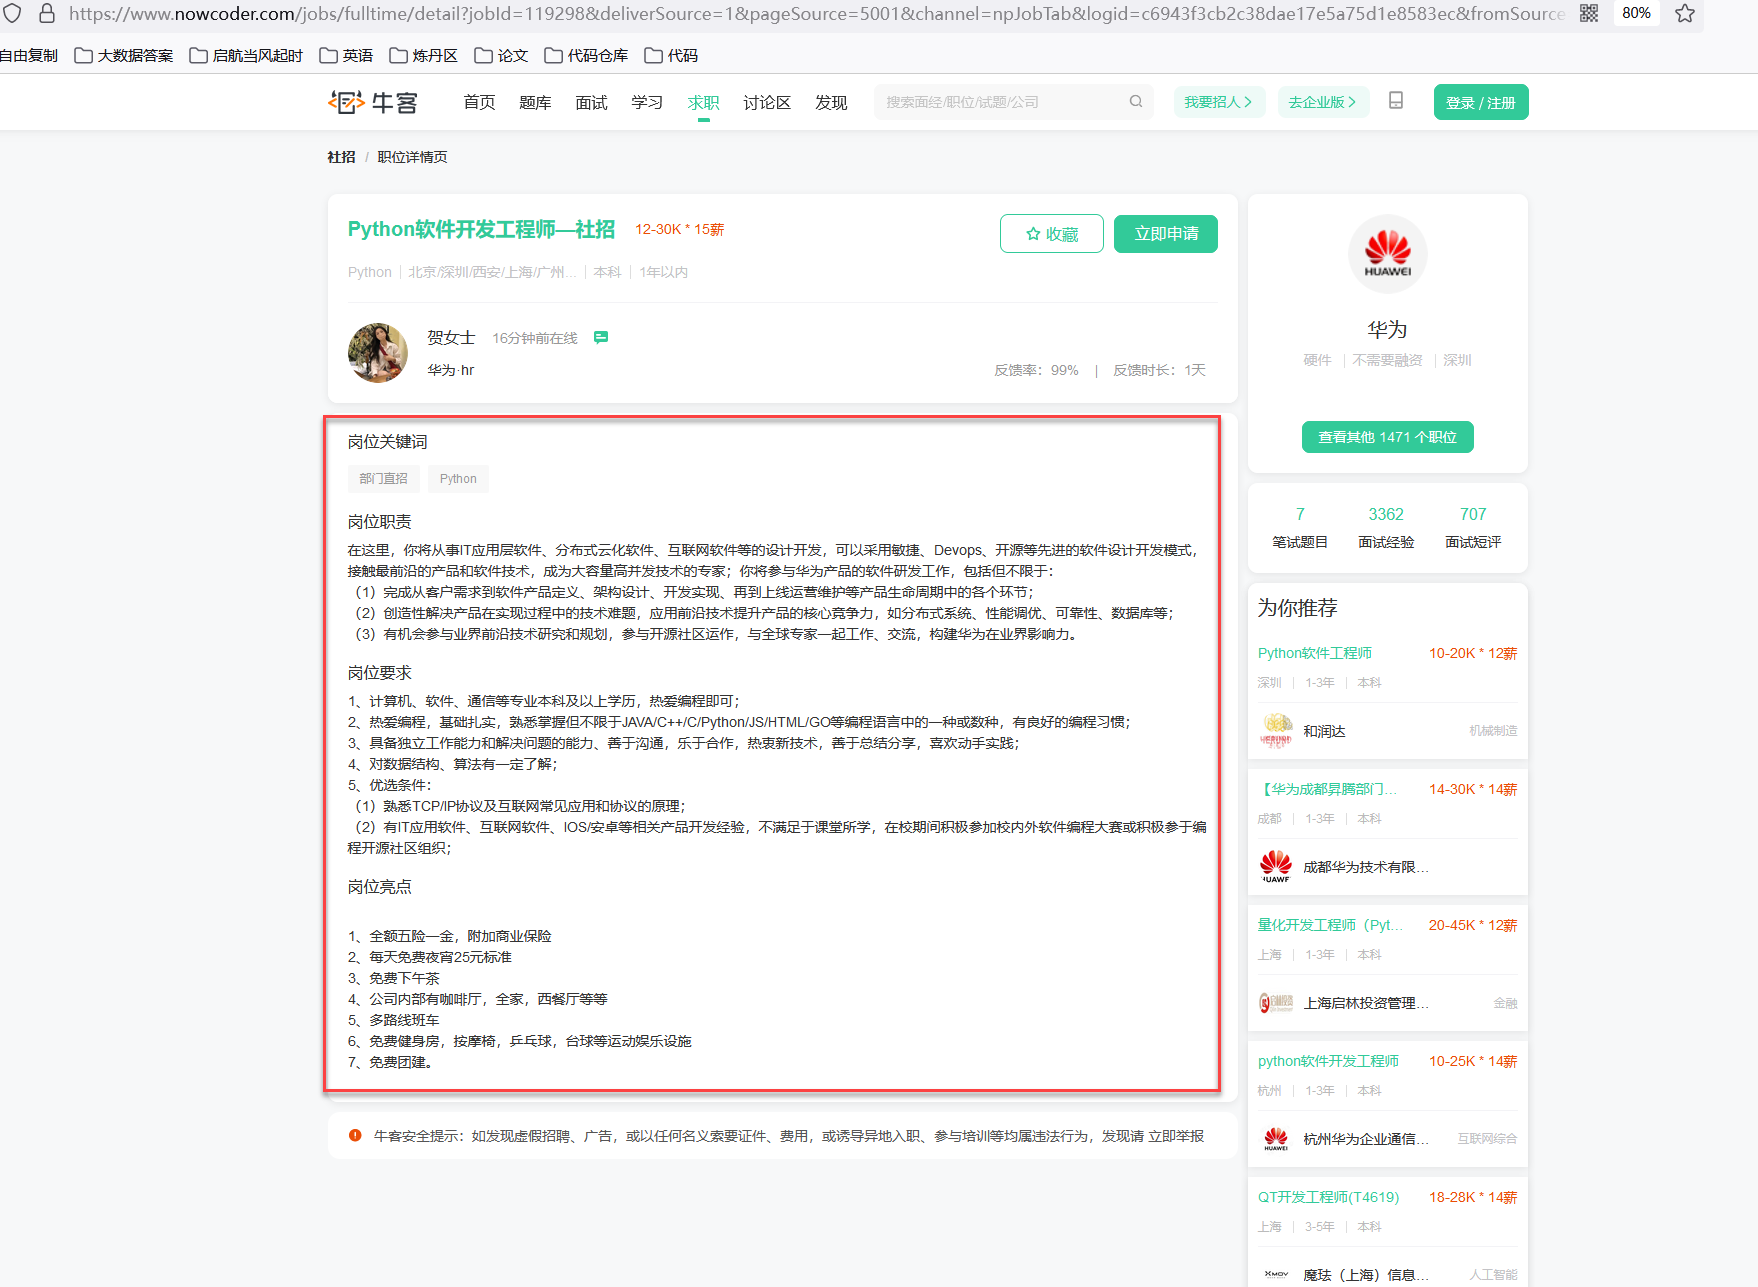 https://www.nowcoder.com/jobs/fulltime/detail?jobId=119298&deliverSource=1&pageSource=5001&channel=npJobTab&logid=c6943f3cb2c38dae17e5a75d1e8583ec&fromSource
80%
自由复制
大数据答案
启航当风起时
英语
炼丹区
论文
代码仓库
代码
牛客
首页
题库
面试
学习
求职
讨论区
发现
搜索面经/职位/试题/公司
我要招人
去企业版
登录 / 注册
社招 / 职位详情页
Python软件开发工程师—社招 12-30K * 15薪
收藏
立即申请
Python 北京/深圳/西安/上海/广州... 本科 1年以内
贺女士 16分钟前在线
华为·hr
反馈率：99% | 反馈时长：1天
岗位关键词
部门直招 Python
岗位职责
在这里，你将从事IT应用层软件、分布式云化软件、互联网软件等的设计开发，可以采用敏捷、Devops、开源等先进的软件设计开发模式，
接触最前沿的产品和软件技术，成为大容量高并发技术的专家；你将参与华为产品的软件研发工作，包括但不限于：
（1）完成从客户需求到软件产品定义、架构设计、开发实现、再到上线运营维护等产品生命周期中的各个环节；
（2）创造性解决产品在实现过程中的技术难题，应用前沿技术提升产品的核心竞争力，如分布式系统、性能调优、可靠性、数据库等；
（3）有机会参与业界前沿技术研究和规划，参与开源社区运作，与全球专家一起工作、交流，构建华为在业界影响力。
岗位要求
1、计算机、软件、通信等专业本科及以上学历，热爱编程即可；
2、热爱编程，基础扎实，熟悉掌握但不限于JAVA/C++/C/Python/JS/HTML/GO等编程语言中的一种或数种，有良好的编程习惯；
3、具备独立工作能力和解决问题的能力、善于沟通，乐于合作，热衷新技术，善于总结分享，喜欢动手实践；
4、对数据结构、算法有一定了解；
5、优选条件：
（1）熟悉TCP/IP协议及互联网常见应用和协议的原理；
（2）有IT应用软件、互联网软件、IOS/安卓等相关产品开发经验，不满足于课堂所学，在校期间积极参加校内外软件编程大赛或积极参于编
程开源社区组织；
岗位亮点
1、全额五险一金，附加商业保险
2、每天免费夜宵25元标准
3、免费下午茶
4、公司内部有咖啡厅，全家，西餐厅等等
5、多路线班车
6、免费健身房，按摩椅，乒乓球，台球等运动娱乐设施
7、免费团建。
牛客安全提示：如发现虚假招聘、广告，或以任何名义索要证件、费用，或诱导异地入职、参与培训等均属违法行为，发现请 立即举报
HUAWEI
华为
硬件 不需要融资 深圳
查看其他 1471 个职位
7 3362 707
笔试题目 面试经验 面试短评
为你推荐
Python软件工程师 10-20K * 12薪
深圳 1-3年 本科
和润达 机械制造
【华为成都昇腾部门... 14-30K * 14薪
成都 1-3年 本科
成都华为技术有限...
量化开发工程师（Pyt... 20-45K * 12薪
上海 1-3年 本科
上海启林投资管理... 金融
python软件开发工程师 10-25K * 14薪
杭州 1-3年 本科
HUAWEI
杭州华为企业通信... 互联网综合
QT开发工程师(T4619) 18-28K * 14薪
上海 3-5年 本科
XMOV
魔珐（上海）信息... 人工智能